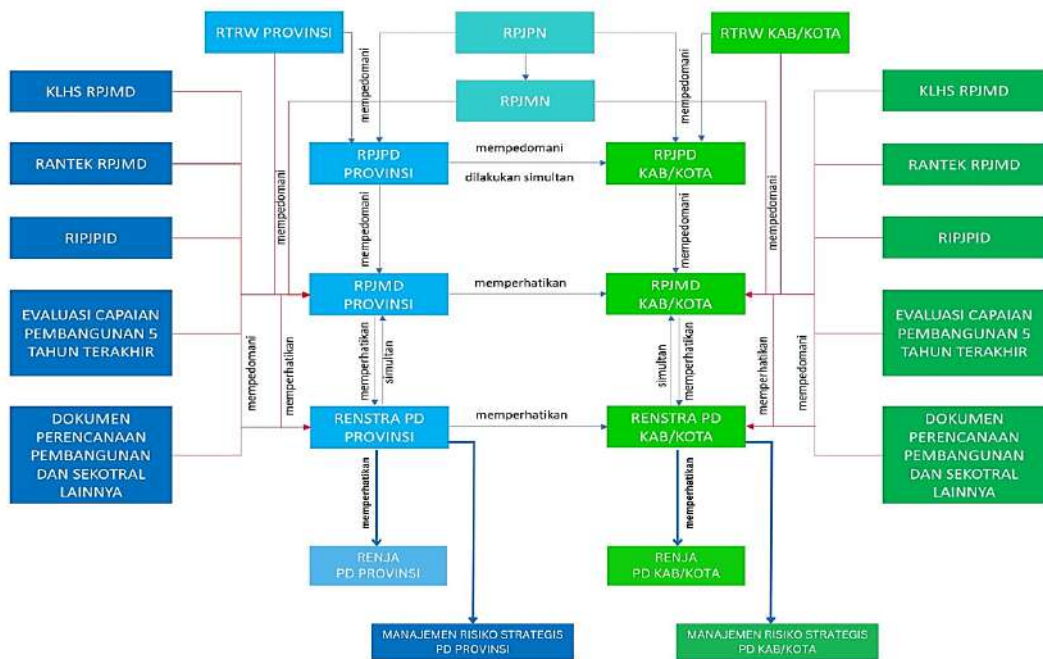 RTRW PROVINSI
RPJPN
RTRW KAB/KOTA
mempedomani
mempedomani
KLHS RPJMD
RPJMN
KLHS RPJMD
RANTEK RPJMD
RPJPD
PROVINSI
mempedomani
dilakukan simultan
RPJPD
KAB/KOTA
RANTEK RPJMD
mempedomani
mempedomani
mempedomani
mempedomani
RIPJPID
RIPJPID
RPJMD
PROVINSI
memperhatikan
RPJMD
KAB/KOTA
EVALUASI CAPAIAN
PEMBANGUNAN 5
TAHUN TERAKHIR
EVALUASI CAPAIAN
PEMBANGUNAN 5
TAHUN TERAKHIR
mempedomani
memperhatikan
memperhatikan
simultan
simultan
memperhatikan
memperhatikan
mempedomani
DOKUMEN
PERENCANAAN
PEMBANGUNAN
DAN SEKOTRAL
LAINNYA
RENSTRA PD
PROVINSI
memperhatikan
RENSTRA PD
KAB/KOTA
DOKUMEN
PERENCANAAN
PEMBANGUNAN
DAN SEKOTRAL
LAINNYA
memperhatikan
memperhatikan
RENJA
PD PROVINSI
RENJA
PD KAB/KOTA
MANAJEMEN RISIKO STRATEGIS
PD PROVINSI
MANAJEMEN RISIKO STRATEGIS
PD KAB/KOTA